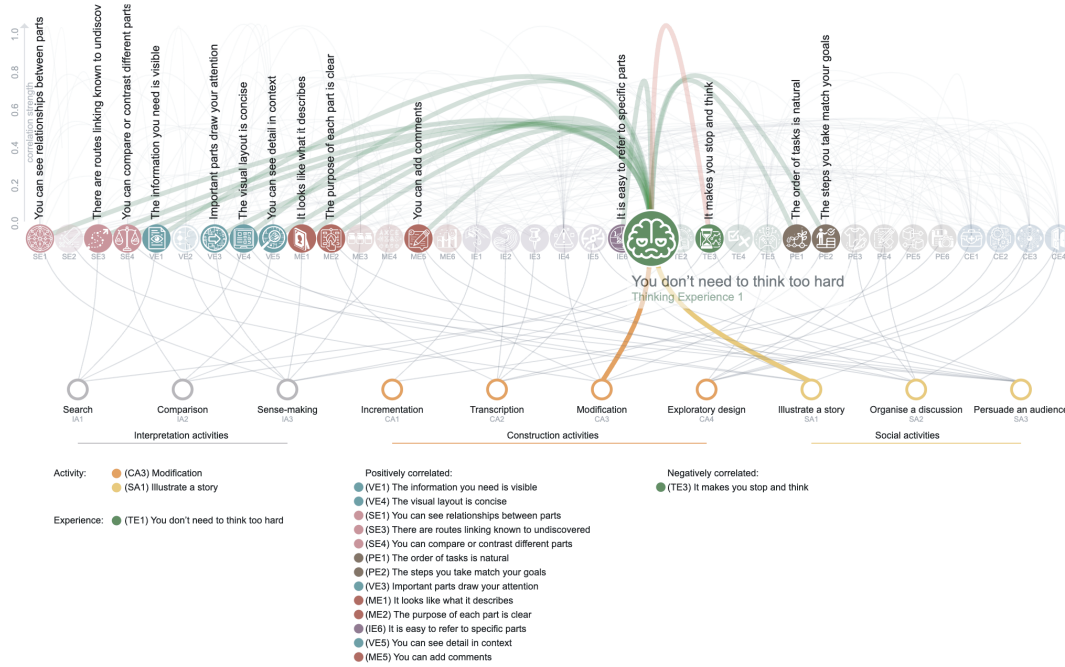 1.0
0.8
0.6
0.4
0.2
0.0
correlation strength
You can see relationships between parts
There are routes linking known to undiscov
You can compare or contrast different parts
The information you need is visible
Important parts draw your attention
The visual layout is concise
You can see detail in context
It looks like what it describes
The purpose of each part is clear
You can add comments
It is easy to refer to specific parts
It makes you stop and think
The order of tasks is natural
The steps you take match your goals
SE1
SE2
SE3
SE4
VE1
VE2
VE3
VE4
VE5
ME1
ME2
ME3
ME4
ME5
ME6
IE1
IE2
IE3
IE4
IE5
IE6
TE2
TE3
TE4
TE5
PE1
PE2
PE3
PE4
PE5
PE6
CE1
CE2
CE3
CE4
You don't need to think too hard
Thinking Experience 1
Search
IA1
Comparison
IA2
Sense-making
IA3
Incrementation
CA1
Transcription
CA2
Modification
CA3
Exploratory design
CA4
Illustrate a story
SA1
Organise a discussion
SA2
Persuade an audience
SA3
Interpretation activities
Construction activities
Social activities
Activity:
(CA3) Modification
(SA1) Illustrate a story
Experience:
(TE1) You don't need to think too hard
Positively correlated:
(VE1) The information you need is visible
(VE4) The visual layout is concise
(SE1) You can see relationships between parts
(SE3) There are routes linking known to undiscovered
(SE4) You can compare or contrast different parts
(PE1) The order of tasks is natural
(PE2) The steps you take match your goals
(VE3) Important parts draw your attention
(ME1) It looks like what it describes
(ME2) The purpose of each part is clear
(IE6) It is easy to refer to specific parts
(VE5) You can see detail in context
(ME5) You can add comments
Negatively correlated:
(TE3) It makes you stop and think